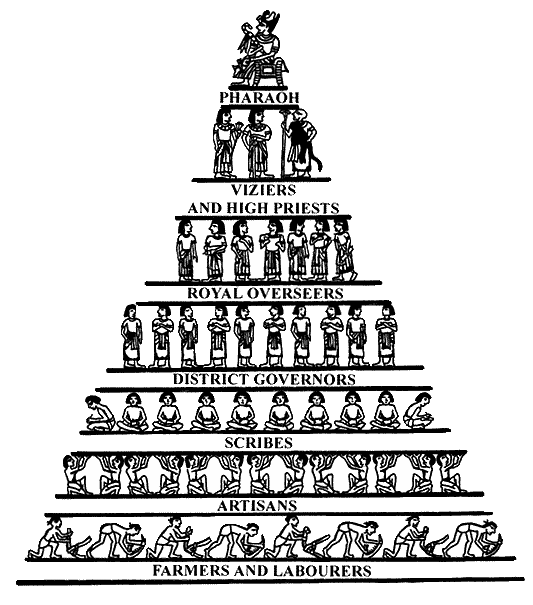 PHARAOH
VIZIERS
AND HIGH PRIESTS
ROYAL OVERSEERS
DISTRICT GOVERNORS
SCRIBES
ARTISANS
FARMERS AND LABOURERS